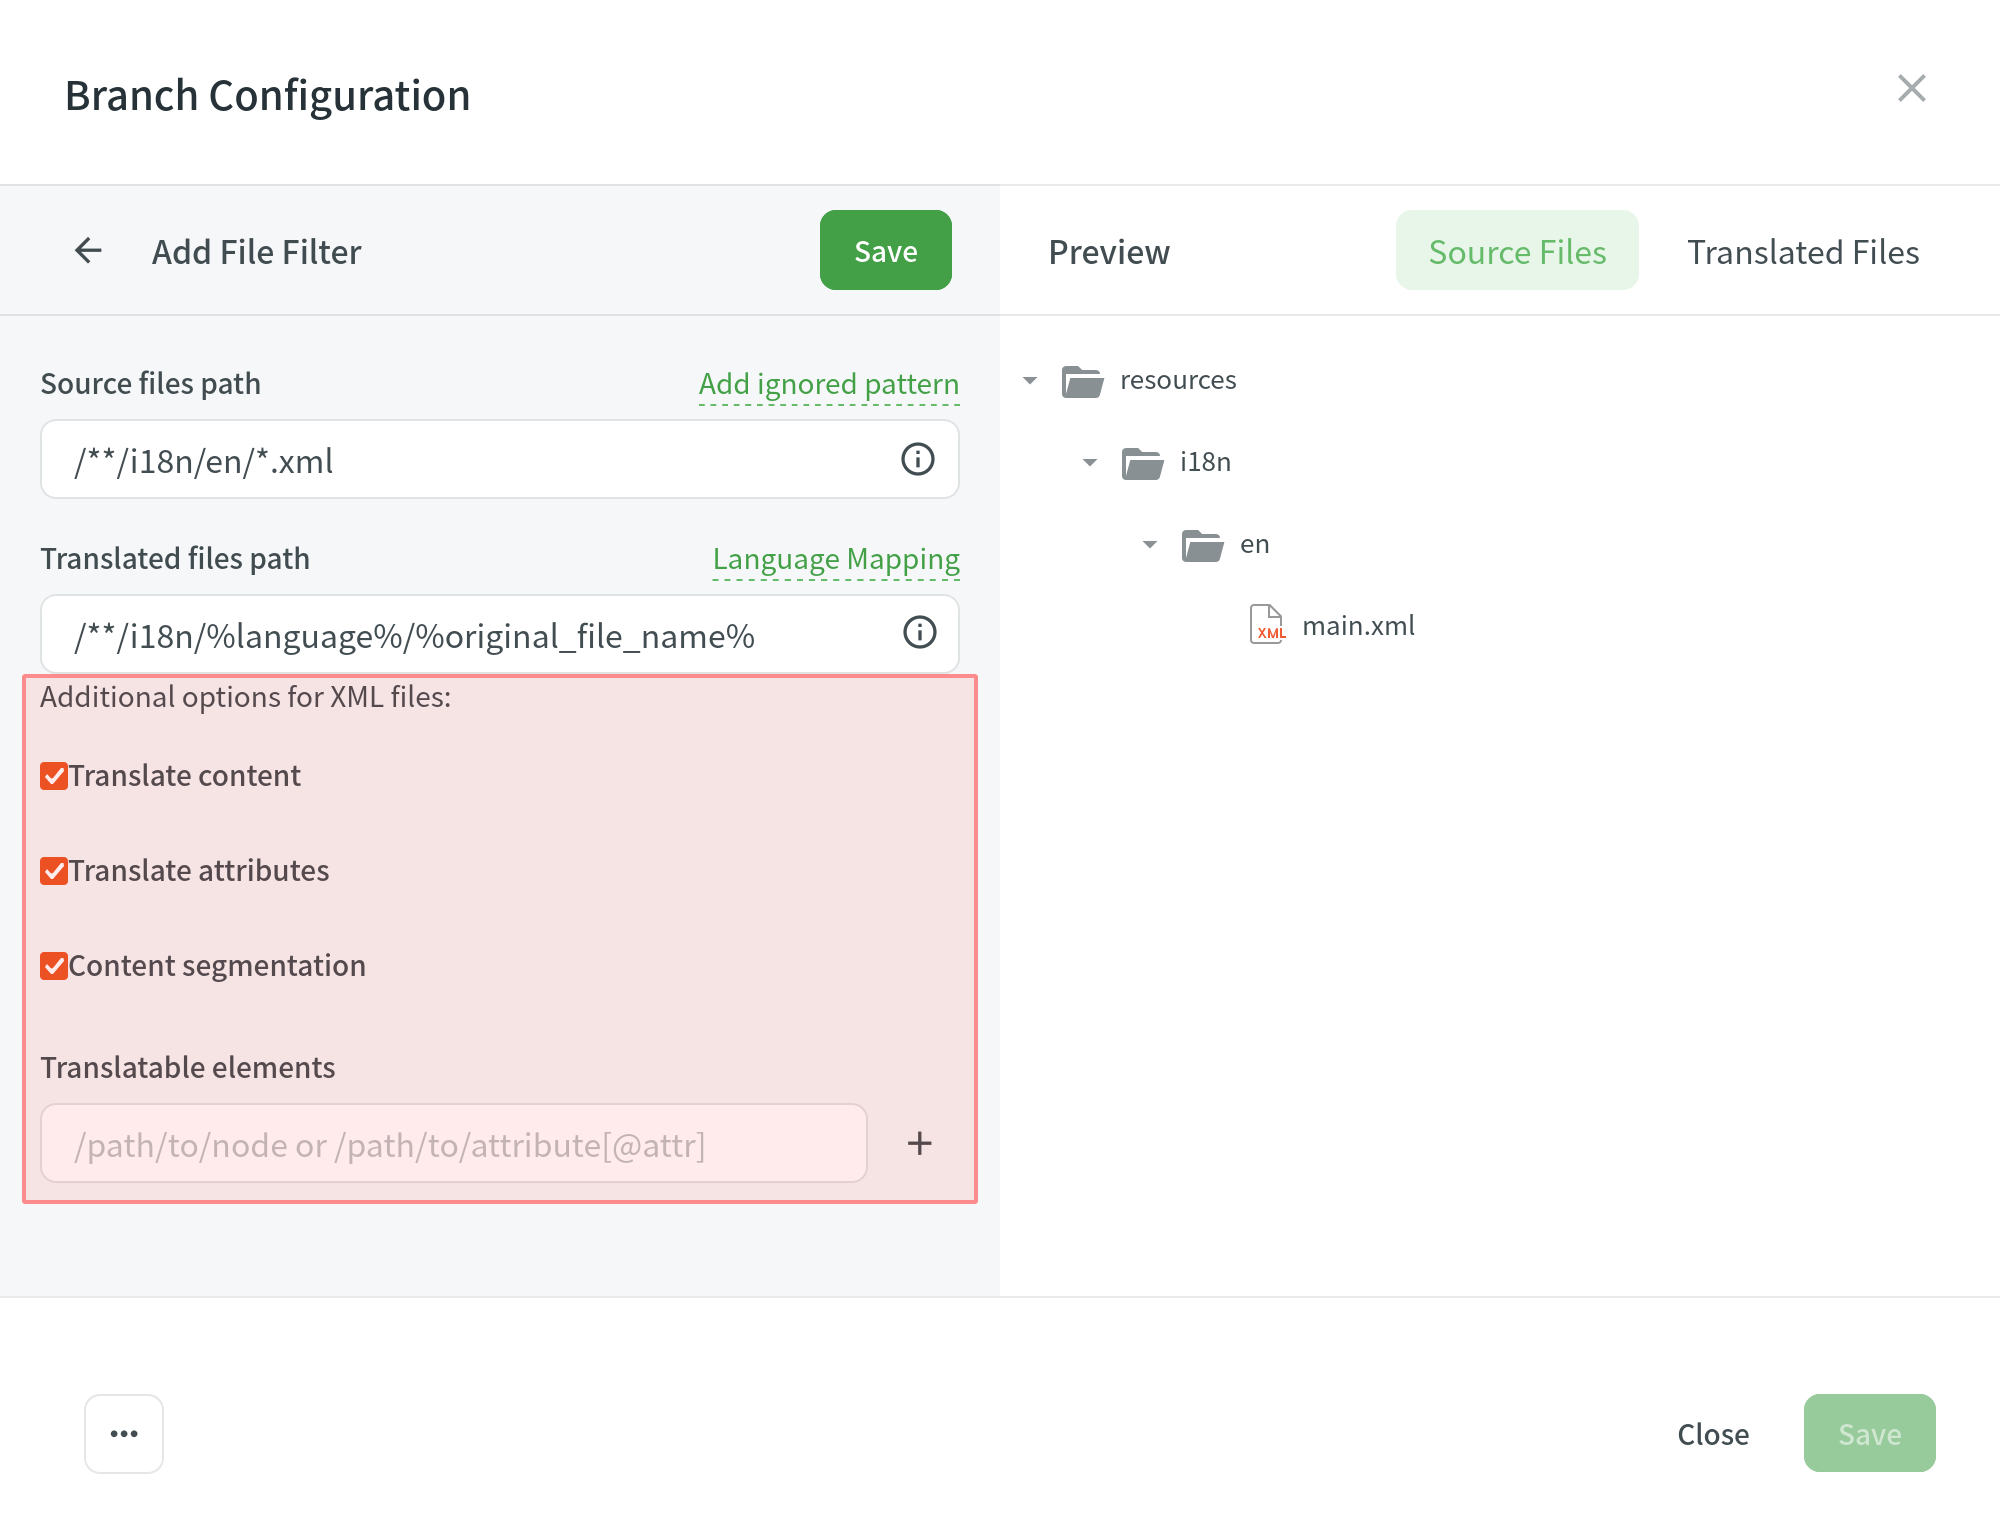 Branch Configuration
Add File Filter
Save
Source files path
Add ignored pattern
/**/i18n/en/*.xml
Translated files path
Language Mapping
/**/i18n/%language%/%original_file_name%
Additional options for XML files:
Translate content
Translate attributes
Content segmentation
Translatable elements
/path/to/node or /path/to/attribute[@attr]
Preview
Source Files
Translated Files
resources
i18n
en
XML
main.xml
Close
Save